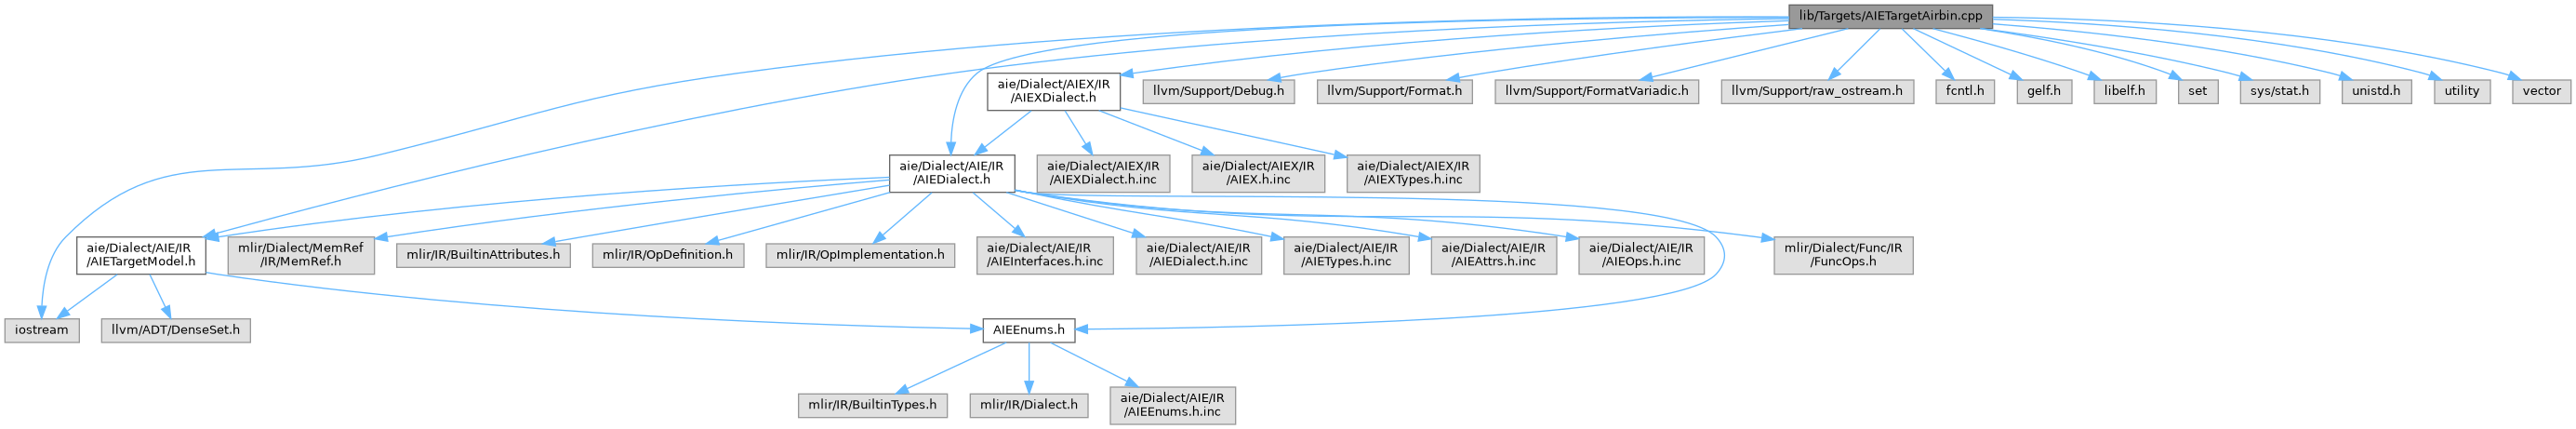 lib/Targets/AIETargetAirbin.cpp
aie/Dialect/AIEX/IR
/AIEXDialect.h
llvm/Support/Debug.h
llvm/Support/Format.h
llvm/Support/FormatVariadic.h
llvm/Support/raw_ostream.h
fcntl.h
gelf.h
libelf.h
set
sys/stat.h
unistd.h
utility
vector
aie/Dialect/AIE/IR
/AIEDialect.h
aie/Dialect/AIEX/IR
/AIEXDialect.h.inc
aie/Dialect/AIEX/IR
/AIEX.h.inc
aie/Dialect/AIEX/IR
/AIEXTypes.h.inc
aie/Dialect/AIE/IR
/AIETargetModel.h
mlir/Dialect/MemRef
/IR/MemRef.h
mlir/IR/BuiltinAttributes.h
mlir/IR/OpDefinition.h
mlir/IR/OpImplementation.h
aie/Dialect/AIE/IR
/AIEInterfaces.h.inc
aie/Dialect/AIE/IR
/AIEDialect.h.inc
aie/Dialect/AIE/IR
/AIETypes.h.inc
aie/Dialect/AIE/IR
/AIEAttrs.h.inc
aie/Dialect/AIE/IR
/AIEOps.h.inc
mlir/Dialect/Func/IR
/FuncOps.h
iostream
llvm/ADT/DenseSet.h
AIEEnums.h
mlir/IR/BuiltinTypes.h
mlir/IR/Dialect.h
aie/Dialect/AIE/IR
/AIEEnums.h.inc